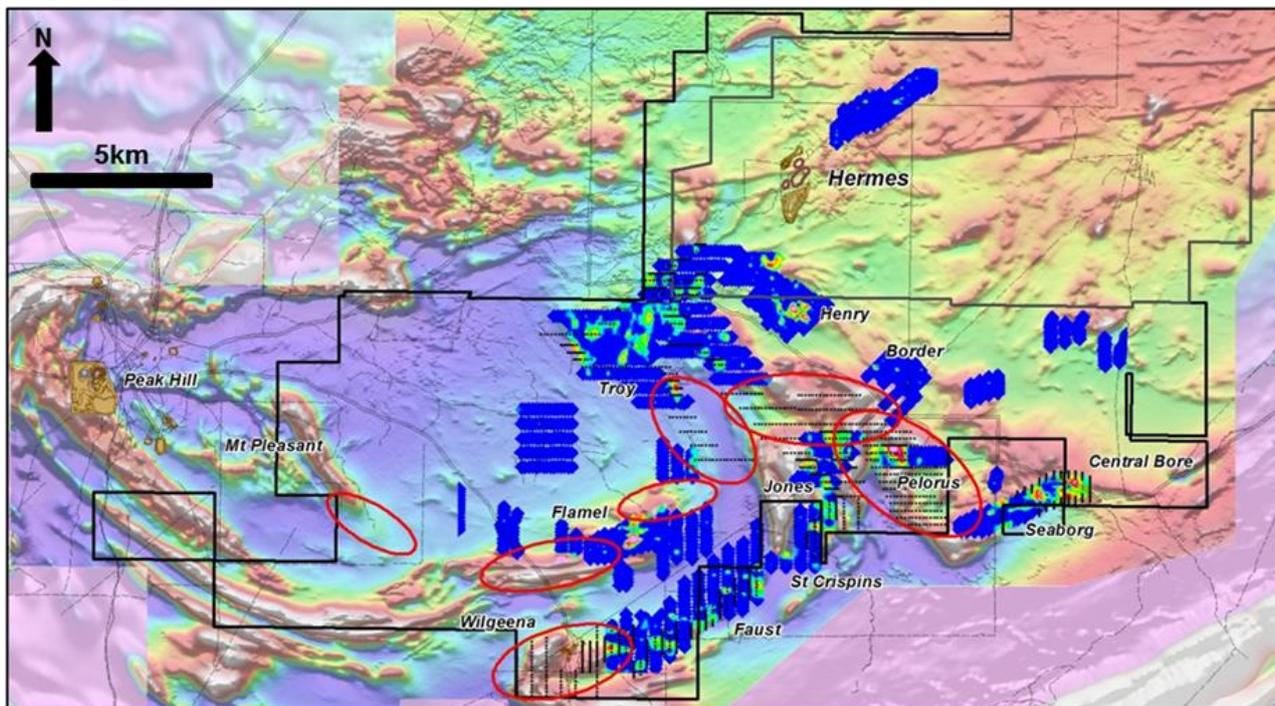 N
5km
Hermes
Henry
Border
Peak Hill
Troy
Mt Pleasant
Central Bore
Jones
Pelorus
Flamel
Seaborg
St Crispins
Wilgeena
Faust